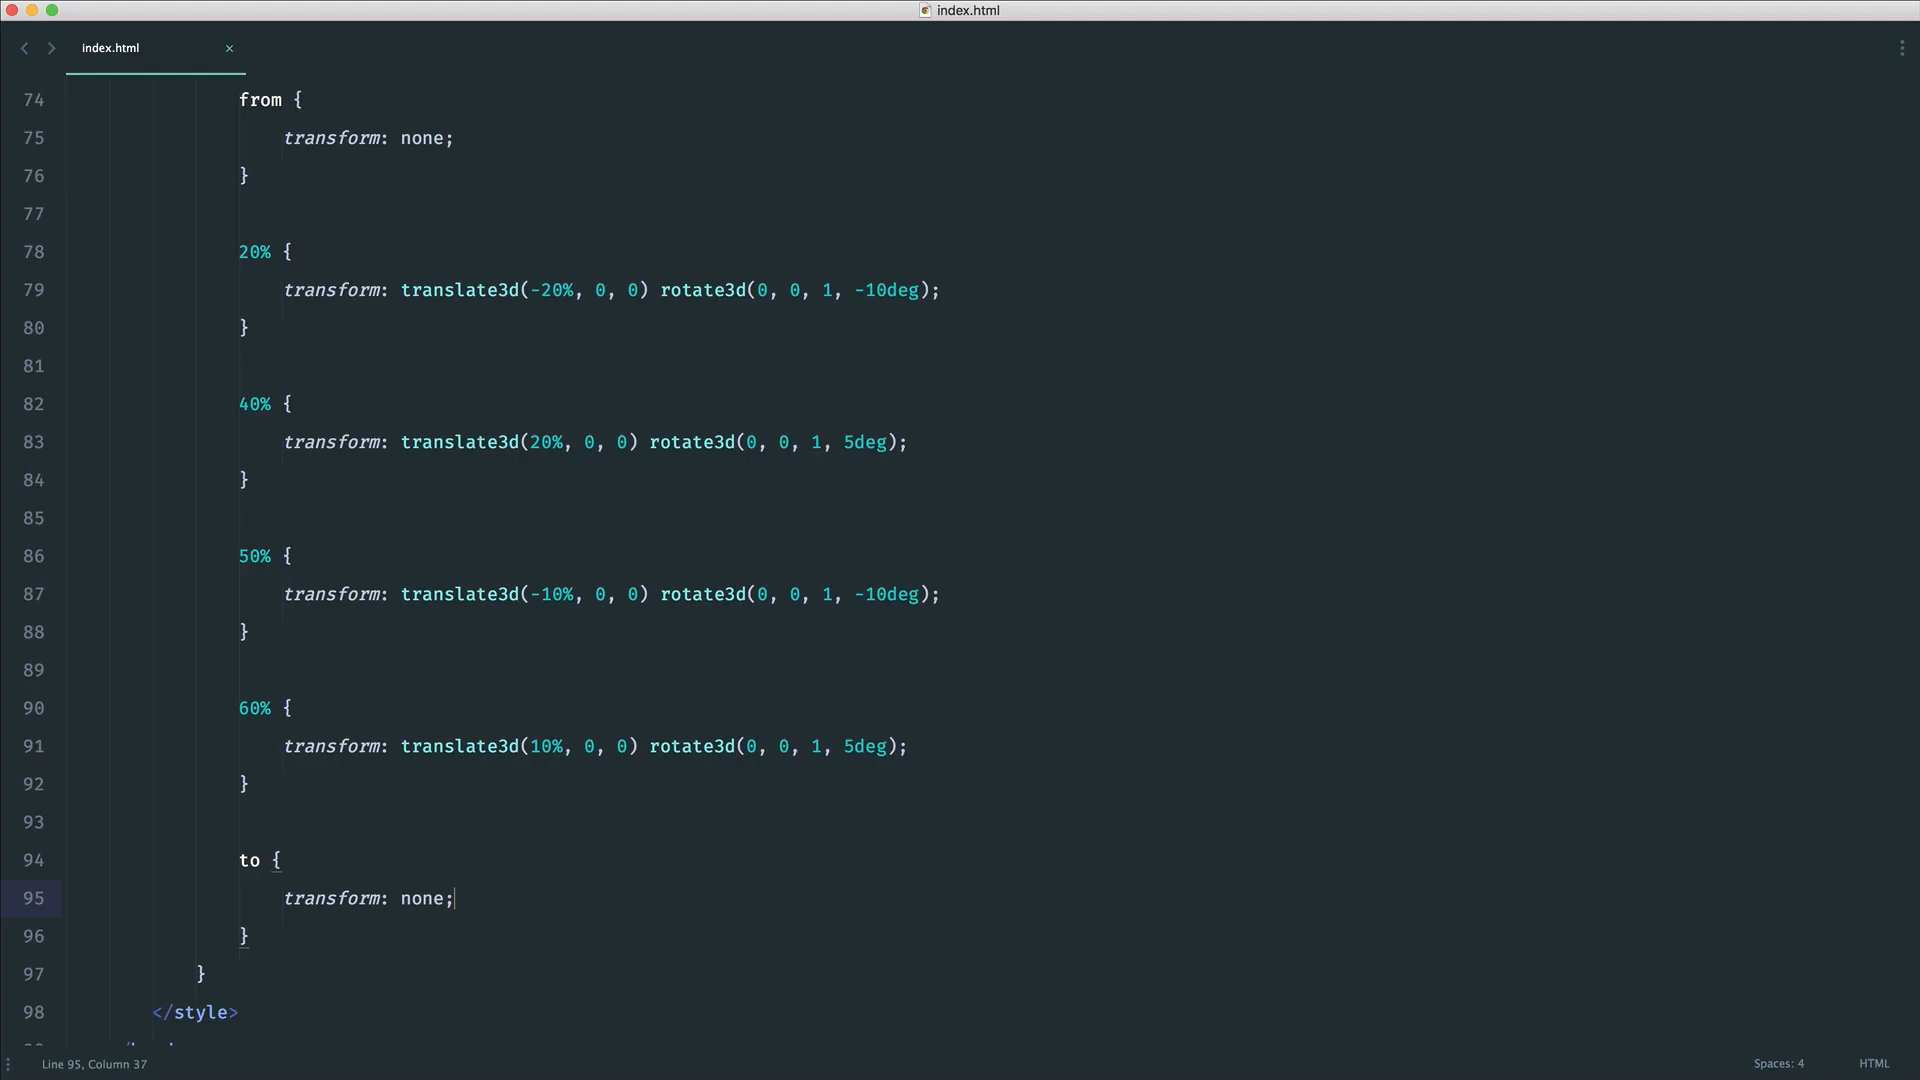 index.html
index.html ×
74 from {
75 transform: none;
76 }
77
78 20% {
79 transform: translate3d(-20%, 0, 0) rotate3d(0, 0, 1, -10deg);
80 }
81
82 40% {
83 transform: translate3d(20%, 0, 0) rotate3d(0, 0, 1, 5deg);
84 }
85
86 50% {
87 transform: translate3d(-10%, 0, 0) rotate3d(0, 0, 1, -10deg);
88 }
89
90 60% {
91 transform: translate3d(10%, 0, 0) rotate3d(0, 0, 1, 5deg);
92 }
93
94 to {
95 transform: none;
96 }
97 }
98 </style>
Line 95, Column 37 Spaces: 4 HTML